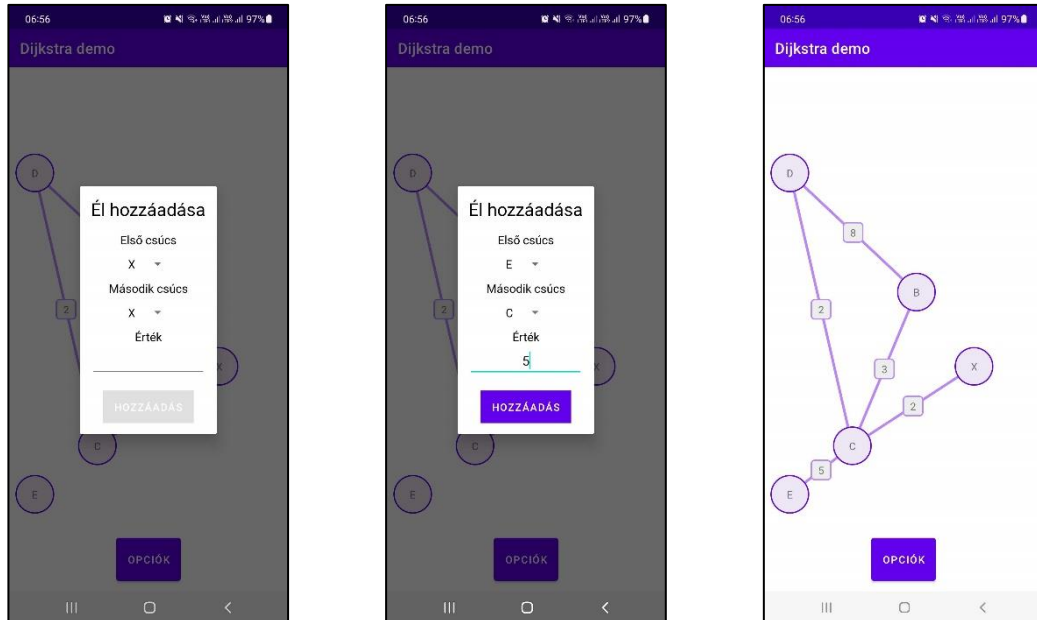 06:56
97%
Dijkstra demo
D
Él hozzáadása
Első csúcs
X
Második csúcs
X
2
Érték
X
HOZZÁADÁS
C
E
OPCIÓK
06:56
97%
Dijkstra demo
D
Él hozzáadása
Első csúcs
E
Második csúcs
C
2
Érték
5
X
HOZZÁADÁS
C
E
OPCIÓK
06:56
97%
Dijkstra demo
D
8
B
2
3
X
2
C
5
E
OPCIÓK